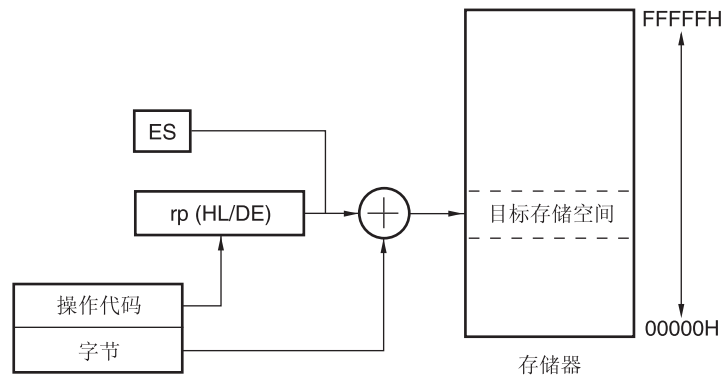 FFFFFH
ES
rp (HL/DE)
目标存储空间
操作代码
字节
00000H
存储器